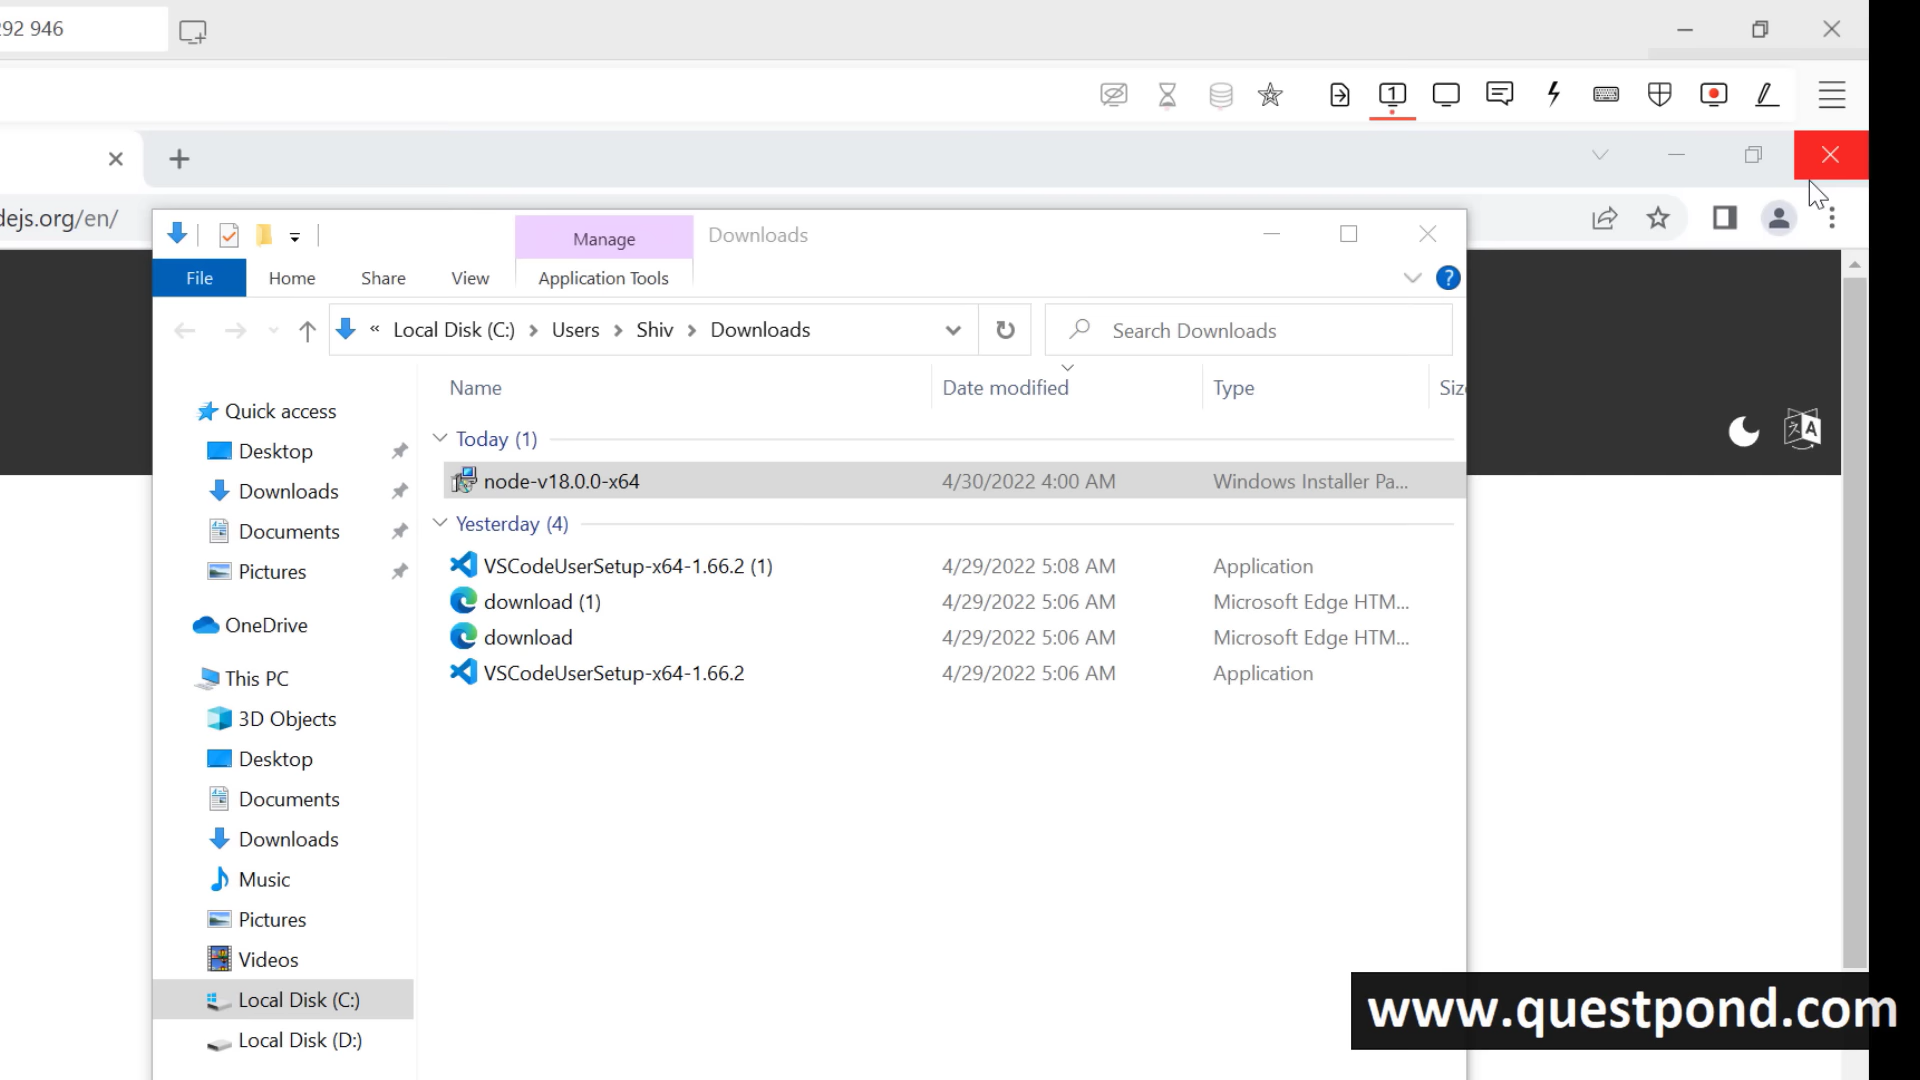 292 946
1
dejs.org/en/
Manage
Downloads
File
Home
Share
View
Application Tools
?
« Local Disk (C:) > Users > Shiv > Downloads
Search Downloads
Name
Date modified
Type
Siz
Quick access
Desktop
Downloads
Documents
Pictures
OneDrive
This PC
3D Objects
Desktop
Documents
Downloads
Music
Pictures
Videos
Local Disk (C:)
Local Disk (D:)
Today (1)
node-v18.0.0-x64 4/30/2022 4:00 AM Windows Installer Pa...
Yesterday (4)
VSCodeUserSetup-x64-1.66.2 (1) 4/29/2022 5:08 AM Application
download (1) 4/29/2022 5:06 AM Microsoft Edge HTM...
download 4/29/2022 5:06 AM Microsoft Edge HTM...
VSCodeUserSetup-x64-1.66.2 4/29/2022 5:06 AM Application
www.questpond.com